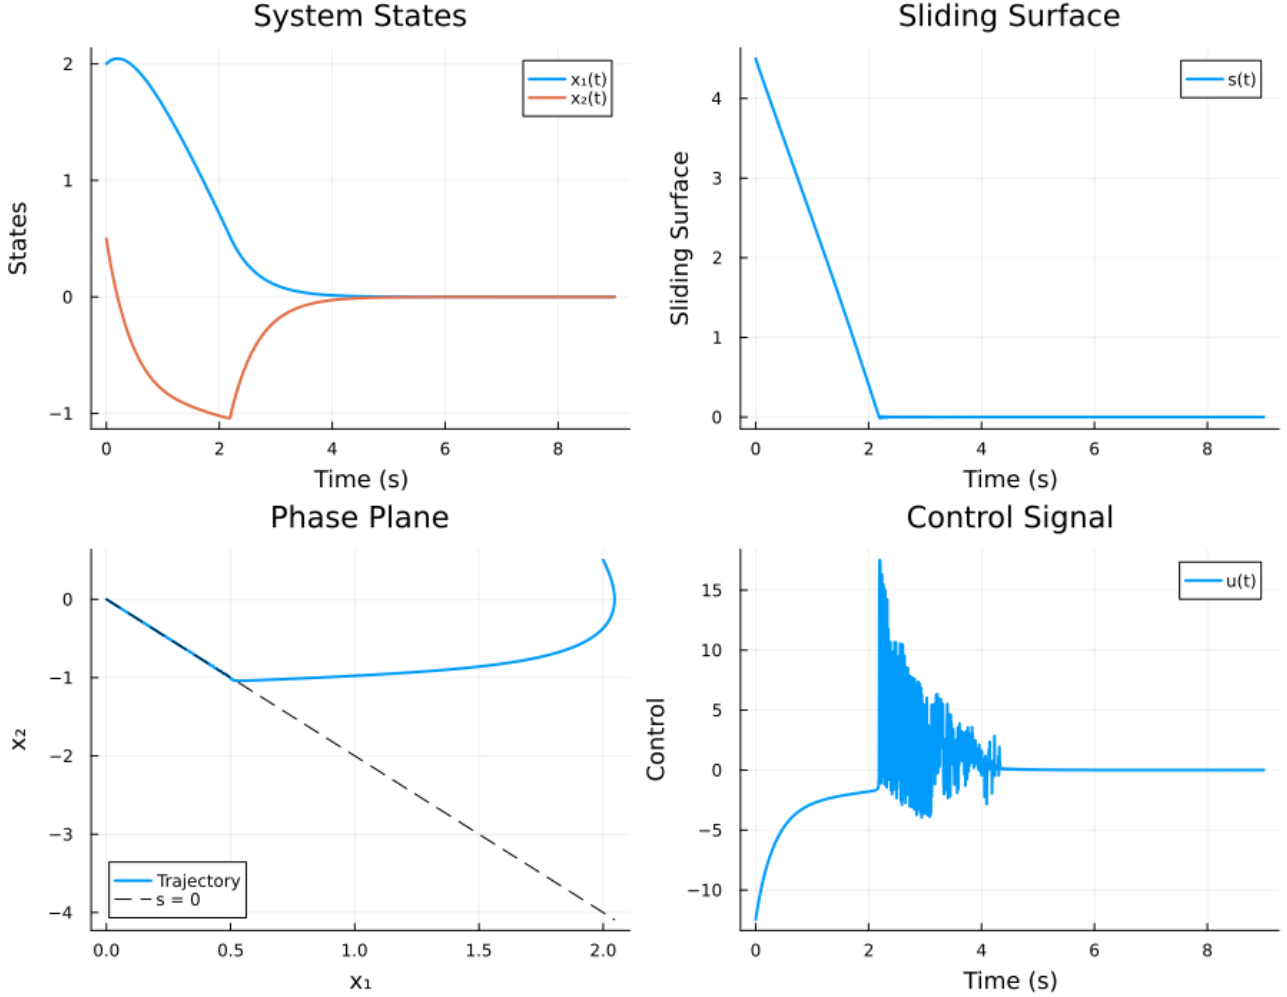 System States
States
2
1
0
−1
x₁(t)
x₂(t)
0 2 4 6 8
Time (s)
Sliding Surface
Sliding Surface
4
3
2
1
0
s(t)
0 2 4 6 8
Time (s)
Phase Plane
x₂
0
−1
−2
−3
−4
Trajectory
s = 0
0.0 0.5 1.0 1.5 2.0
x₁
Control Signal
Control
15
10
5
0
−5
−10
u(t)
0 2 4 6 8
Time (s)